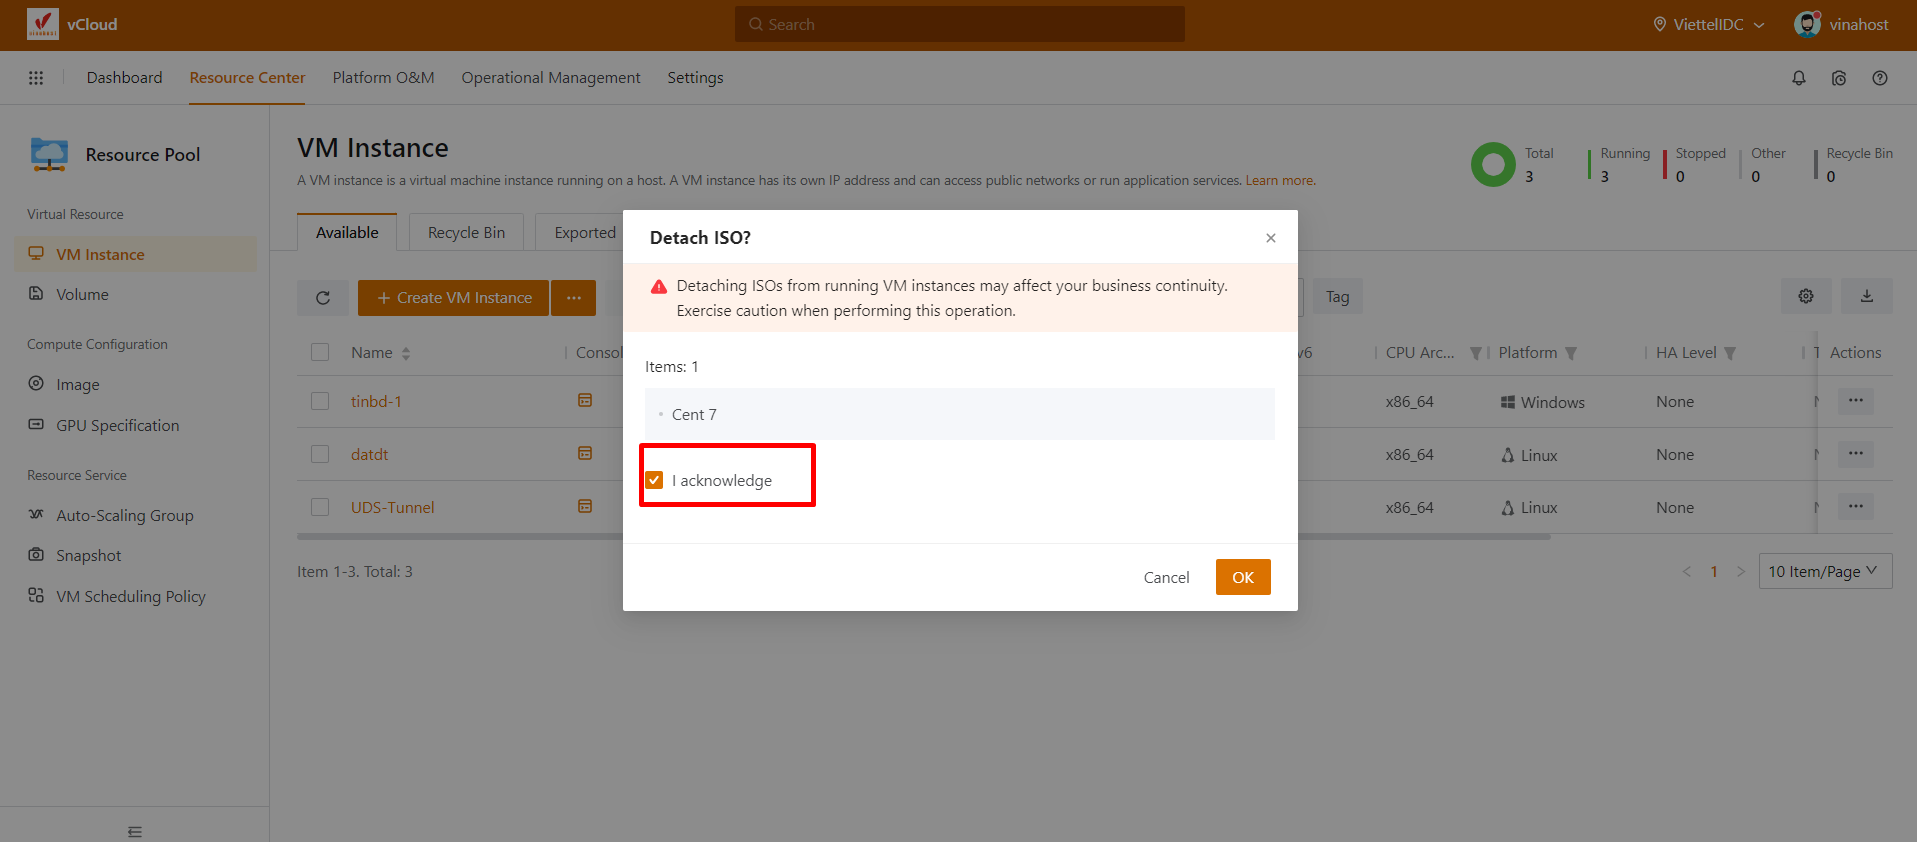 vCloud
Search
ViettelIDC
vinahost
Dashboard
Resource Center
Platform O&M
Operational Management
Settings
Resource Pool
Virtual Resource
VM Instance
Volume
Compute Configuration
Image
GPU Specification
Resource Service
Auto-Scaling Group
Snapshot
VM Scheduling Policy
VM Instance
A VM instance is a virtual machine instance running on a host. A VM instance has its own IP address and can access public networks or run application services. Learn more.
Total
3
Running
3
Stopped
0
Other
0
Recycle Bin
0
Available
Recycle Bin
Exported
+ Create VM Instance
...
Tag
Name
Consol
v6
CPU Arc...
Platform
HA Level
Actions
tinbd-1
x86_64
Windows
None
datdt
x86_64
Linux
None
UDS-Tunnel
x86_64
Linux
None
Item 1-3. Total: 3
< 1 >
10 Item/Page
Detach ISO?
Detaching ISOs from running VM instances may affect your business continuity.
Exercise caution when performing this operation.
Items: 1
Cent 7
I acknowledge
Cancel
OK